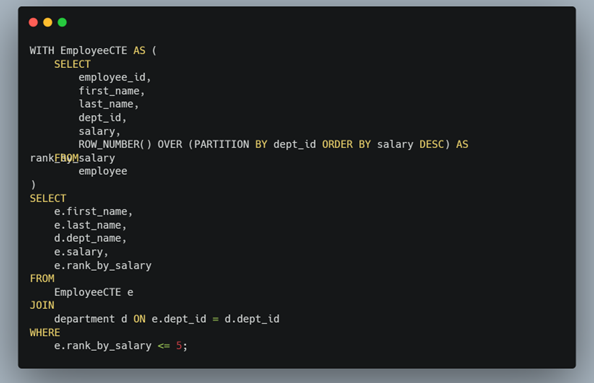 WITH EmployeeCTE AS (
    SELECT
        employee_id,
        first_name,
        last_name,
        dept_id,
        salary,
        ROW_NUMBER() OVER (PARTITION BY dept_id ORDER BY salary DESC) AS
rank_by_salary
    FROM
        employee
)
SELECT
    e.first_name,
    e.last_name,
    d.dept_name,
    e.salary,
    e.rank_by_salary
FROM
    EmployeeCTE e
JOIN
    department d ON e.dept_id = d.dept_id
WHERE
    e.rank_by_salary <= 5;